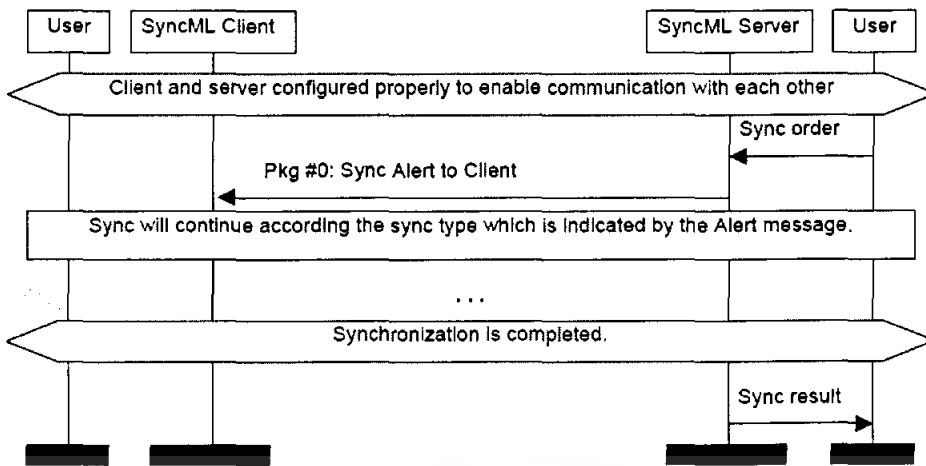 User SyncML Client SyncML Server User
Client and server configured properly to enable communication with each other
Sync order
Pkg #0: Sync Alert to Client
Sync will continue according the sync type which is indicated by the Alert message.
...
Synchronization is completed.
Sync result